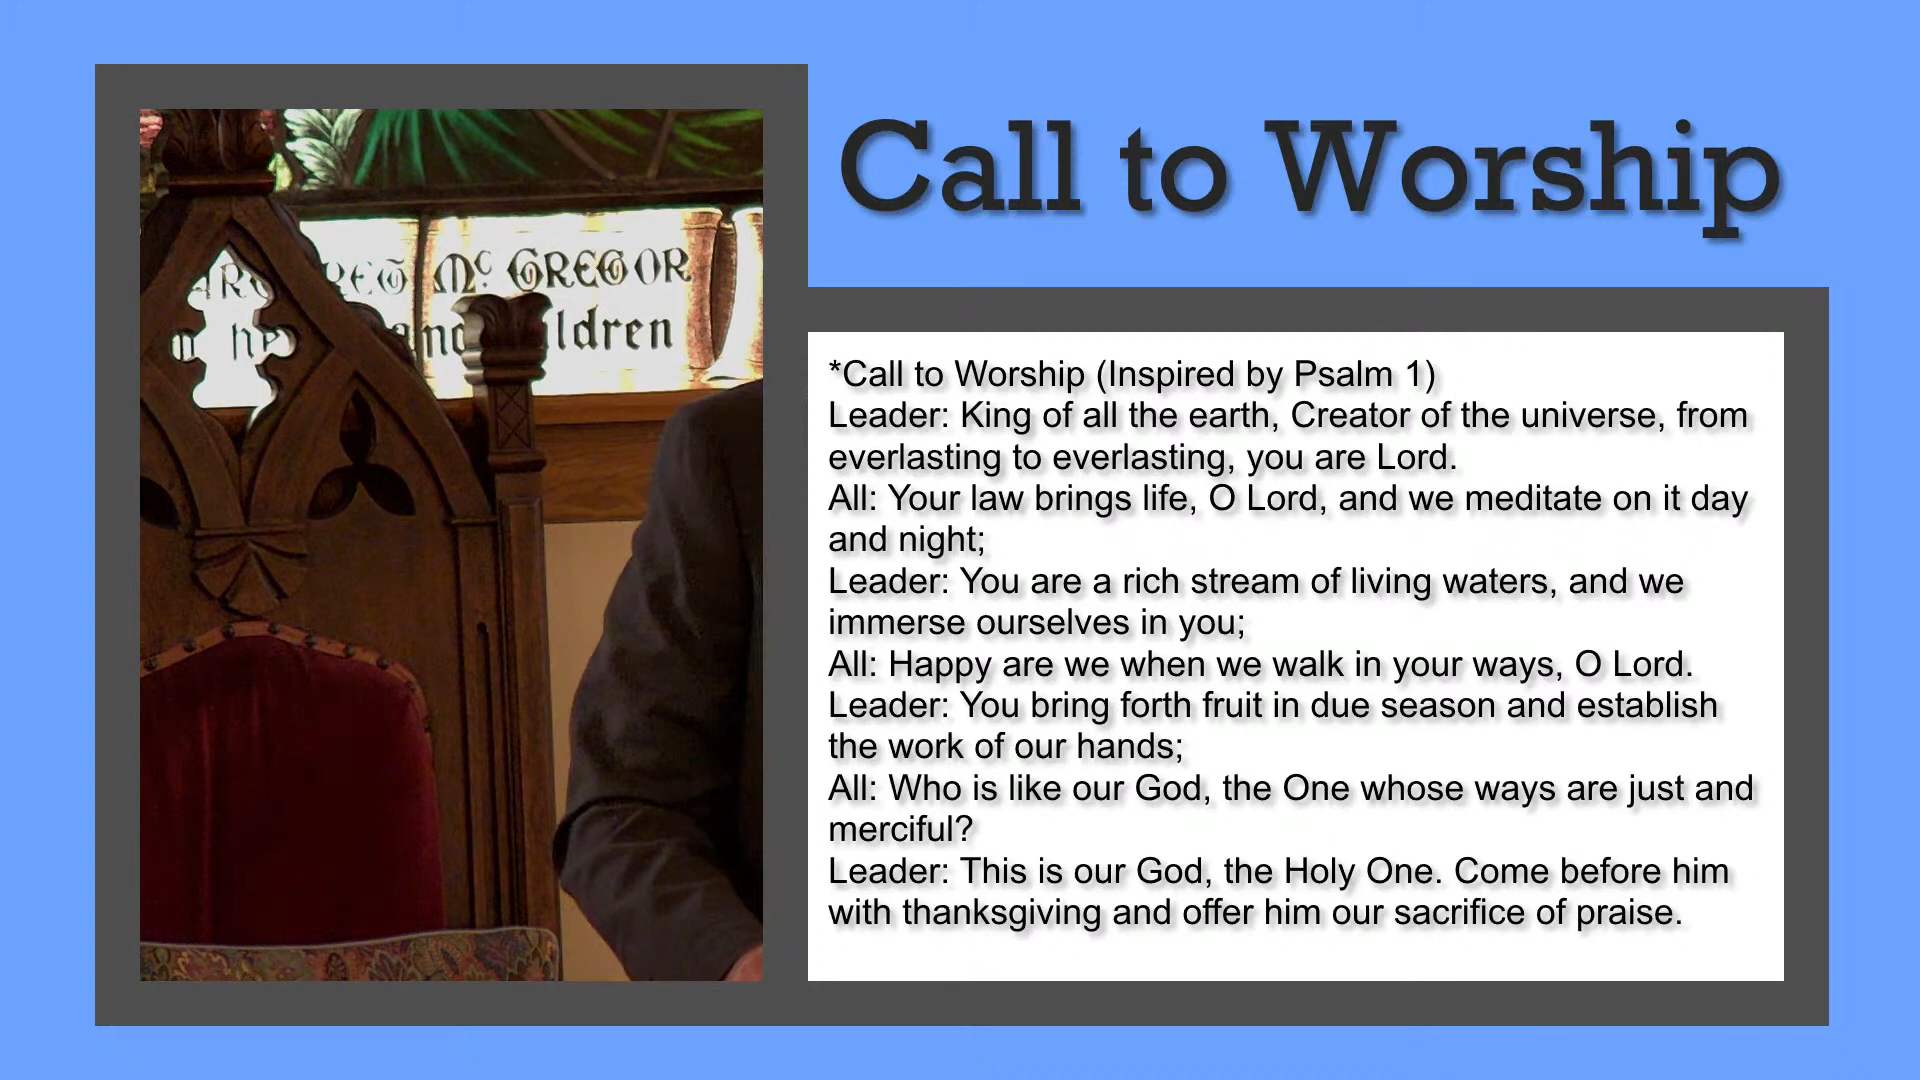 Call to Worship
GREGOR
and
*Call to Worship (Inspired by Psalm 1)
Leader: King of all the earth, Creator of the universe, from
everlasting to everlasting, you are Lord.
All: Your law brings life, O Lord, and we meditate on it day
and night;
Leader: You are a rich stream of living waters, and we
immerse ourselves in you;
All: Happy are we when we walk in your ways, O Lord.
Leader: You bring forth fruit in due season and establish
the work of our hands;
All: Who is like our God, the One whose ways are just and
merciful?
Leader: This is our God, the Holy One. Come before him
with thanksgiving and offer him our sacrifice of praise.